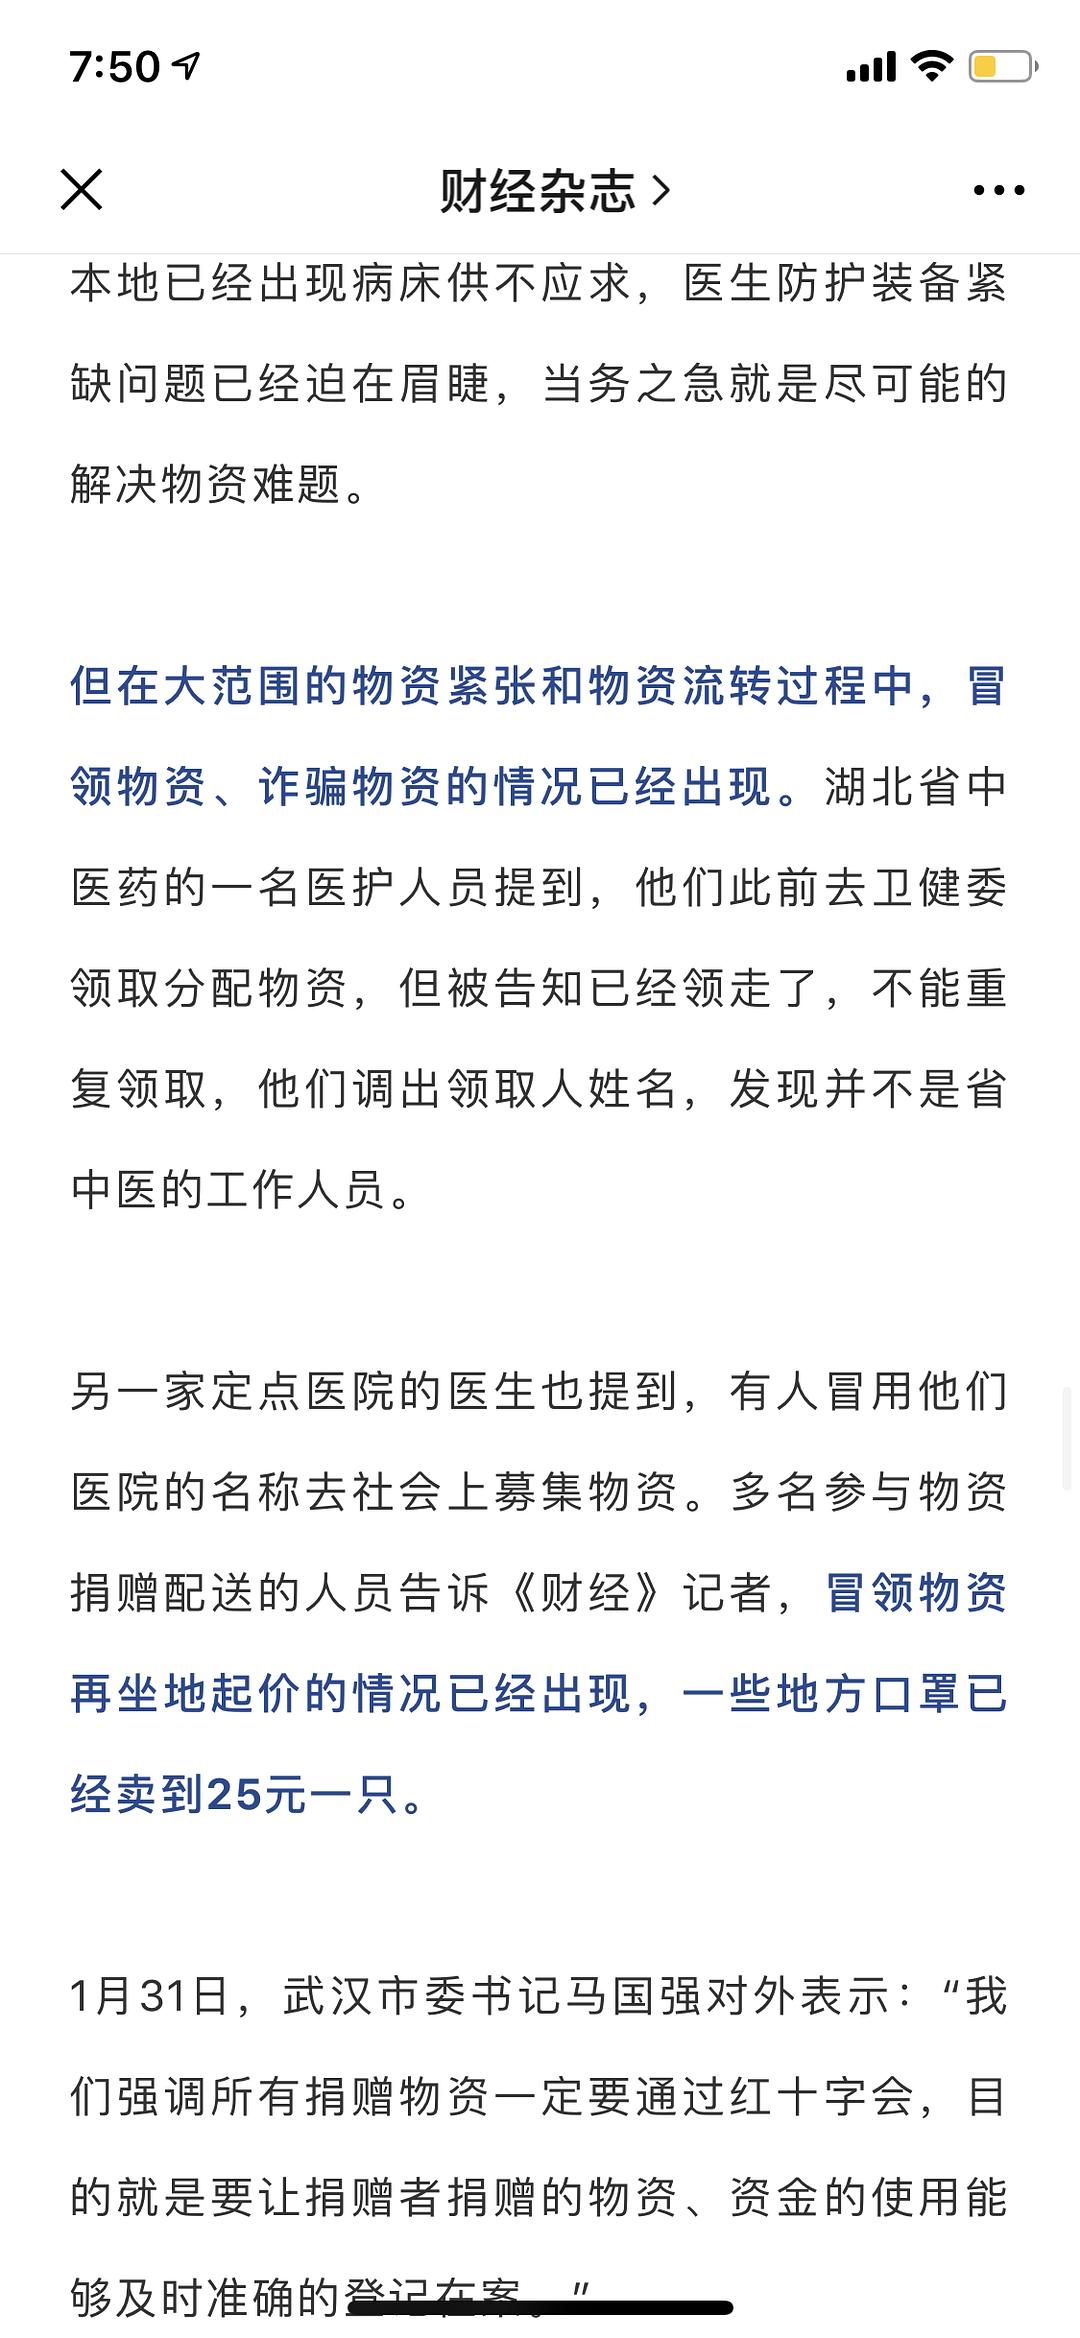 7:50
财经杂志
本地已经出现病床供不应求，医生防护装备紧
缺问题已经迫在眉睫，当务之急就是尽可能的
解决物资难题。
但在大范围的物资紧张和物资流转过程中，冒
领物资、诈骗物资的情况已经出现。湖北省中
医药的一名医护人员提到，他们此前去卫健委
领取分配物资，但被告知已经领走了，不能重
复领取，他们调出领取人姓名，发现并不是省
中医的工作人员。
另一家定点医院的医生也提到，有人冒用他们
医院的名称去社会上募集物资。多名参与物资
捐赠配送的人员告诉《财经》记者，冒领物资
再坐地起价的情况已经出现，一些地方口罩已
经卖到25元一只。
1月31日，武汉市委书记马国强对外表示：“我
们强调所有捐赠物资一定要通过红十字会，目
的就是要让捐赠者捐赠的物资、资金的使用能
够及时准确的登记在案。”